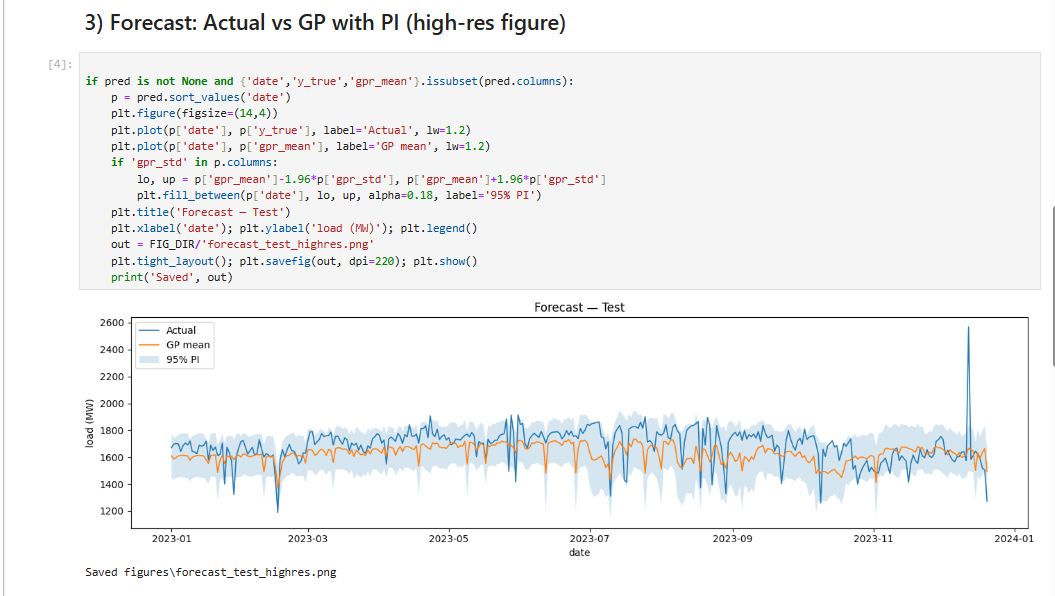 3) Forecast: Actual vs GP with PI (high-res figure)
[4]:
if pred is not None and {'date','y_true','gpr_mean'}.issubset(pred.columns):
    p = pred.sort_values('date')
    plt.figure(figsize=(14,4))
    plt.plot(p['date'], p['y_true'], label='Actual', lw=1.2)
    plt.plot(p['date'], p['gpr_mean'], label='GP mean', lw=1.2)
    if 'gpr_std' in p.columns:
        lo, up = p['gpr_mean']-1.96*p['gpr_std'], p['gpr_mean']+1.96*p['gpr_std']
        plt.fill_between(p['date'], lo, up, alpha=0.18, label='95% PI')
    plt.title('Forecast — Test')
    plt.xlabel('date'); plt.ylabel('load (MW)'); plt.legend()
    out = FIG_DIR/'forecast_test_highres.png'
    plt.tight_layout(); plt.savefig(out, dpi=220); plt.show()
    print('Saved', out)
Forecast — Test
Actual
GP mean
95% PI
load (MW)
2600
2400
2200
2000
1800
1600
1400
1200
2023-01 2023-03 2023-05 2023-07 2023-09 2023-11 2024-01
date
Saved figures\forecast_test_highres.png